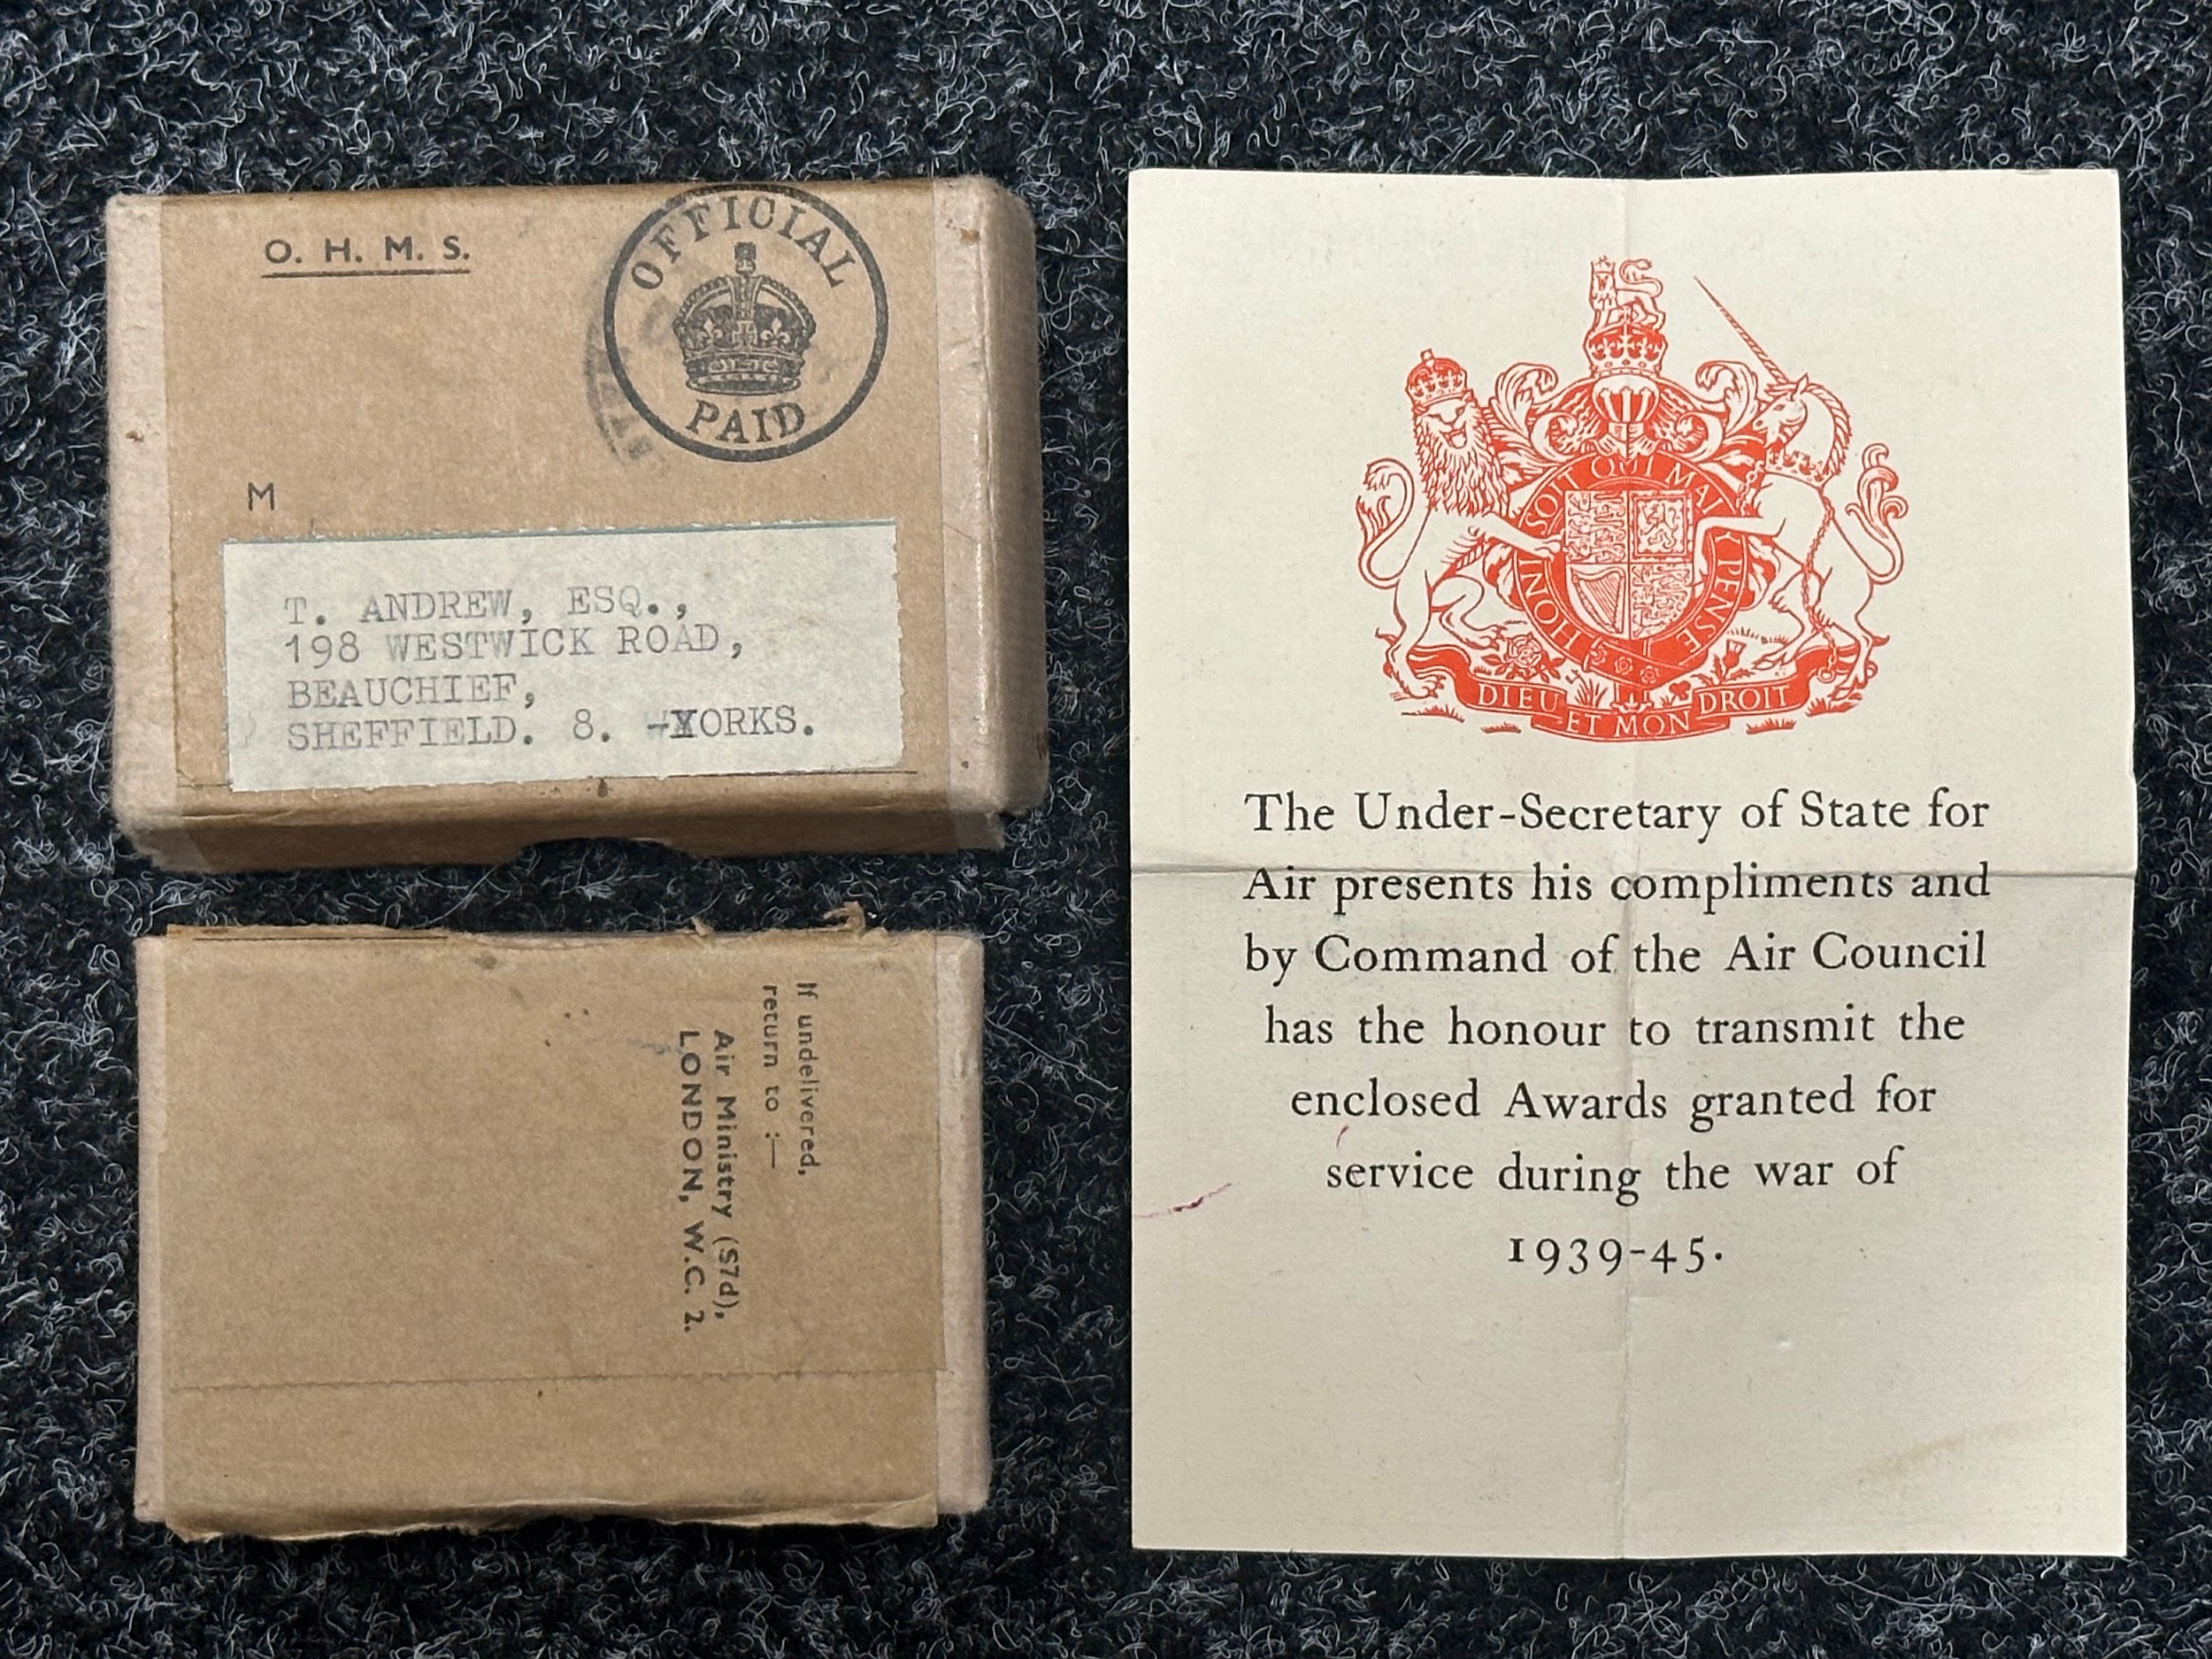 O. H. M. S.
OFFICIAL
PAID
M
T. ANDREW, ESQ.,
198 WESTWICK ROAD,
BEAUCHIEF,
SHEFFIELD. 8. -YORKS.
If undelivered,
return to :—
Air Ministry (S7d),
LONDON, W.C. 2.
HONI SOIT QUI MAL Y PENSE
DIEU ET MON DROIT
The Under-Secretary of State for
Air presents his compliments and
by Command of the Air Council
has the honour to transmit the
enclosed Awards granted for
service during the war of
1939-45.